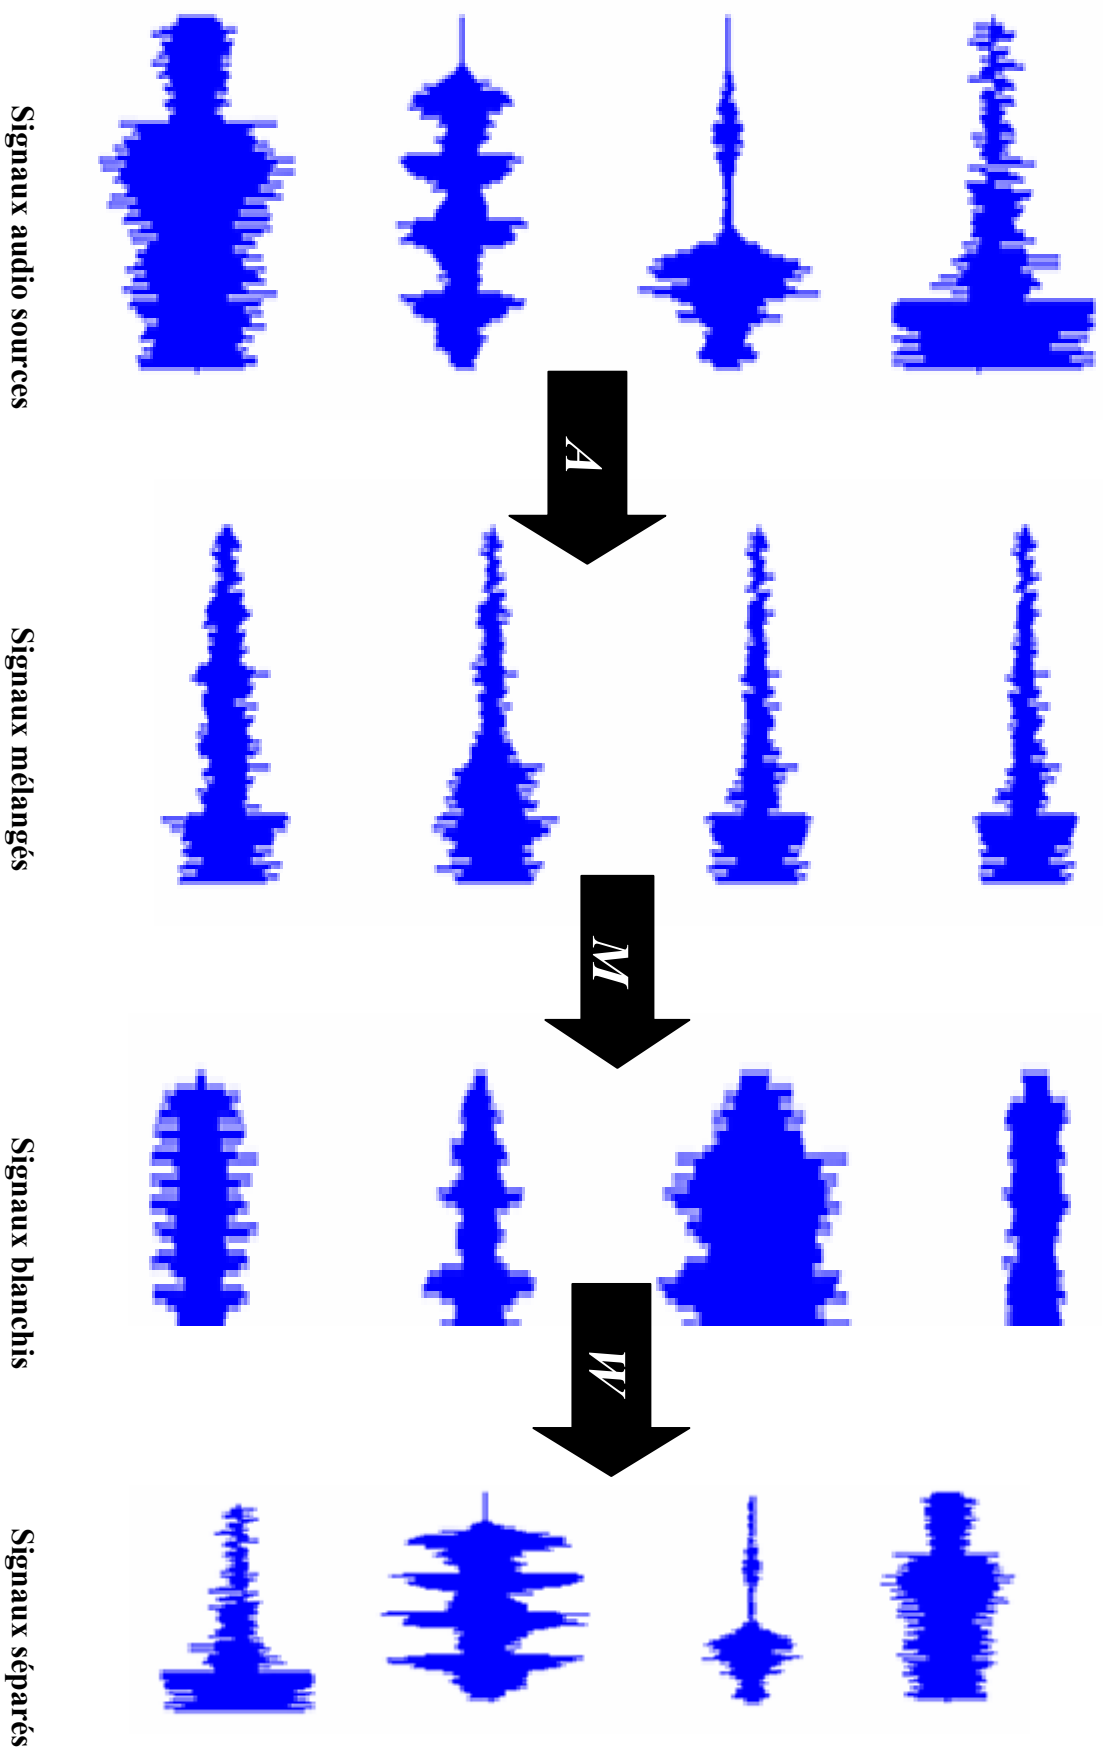 Signaux audio sources
A
Signaux mélangés
M
Signaux blanchis
W
Signaux séparés